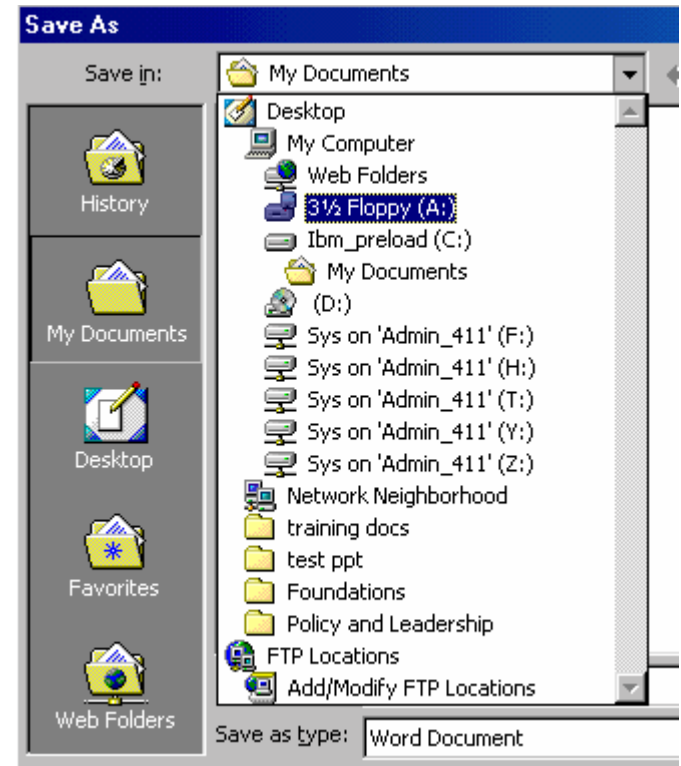 Save As
Save in:
My Documents
History
My Documents
Desktop
Favorites
Web Folders
Desktop
My Computer
Web Folders
3½ Floppy (A:)
Ibm_preload (C:)
My Documents
(D:)
Sys on 'Admin_411' (F:)
Sys on 'Admin_411' (H:)
Sys on 'Admin_411' (T:)
Sys on 'Admin_411' (Y:)
Sys on 'Admin_411' (Z:)
Network Neighborhood
training docs
test ppt
Foundations
Policy and Leadership
FTP Locations
Add/Modify FTP Locations
Save as type:
Word Document